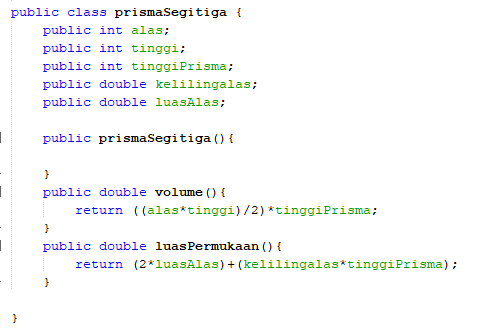 public class prismaSegitiga {
public int alas;
public int tinggi;
public int tinggiPrisma;
public double kelilingalas;
public double luasAlas;
public prismaSegitiga(){
}
public double volume(){
return ((alas*tinggi)/2)*tinggiPrisma;
}
public double luasPermukaan(){
return (2*luasAlas)+(kelilingalas*tinggiPrisma);
}
}